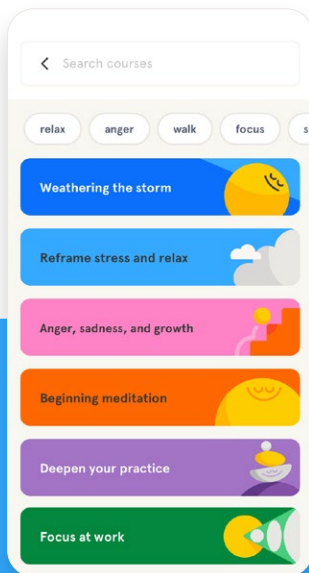 Search courses
relax anger walk focus s
Weathering the storm
Reframe stress and relax
Anger, sadness, and growth
Beginning meditation
Deepen your practice
Focus at work